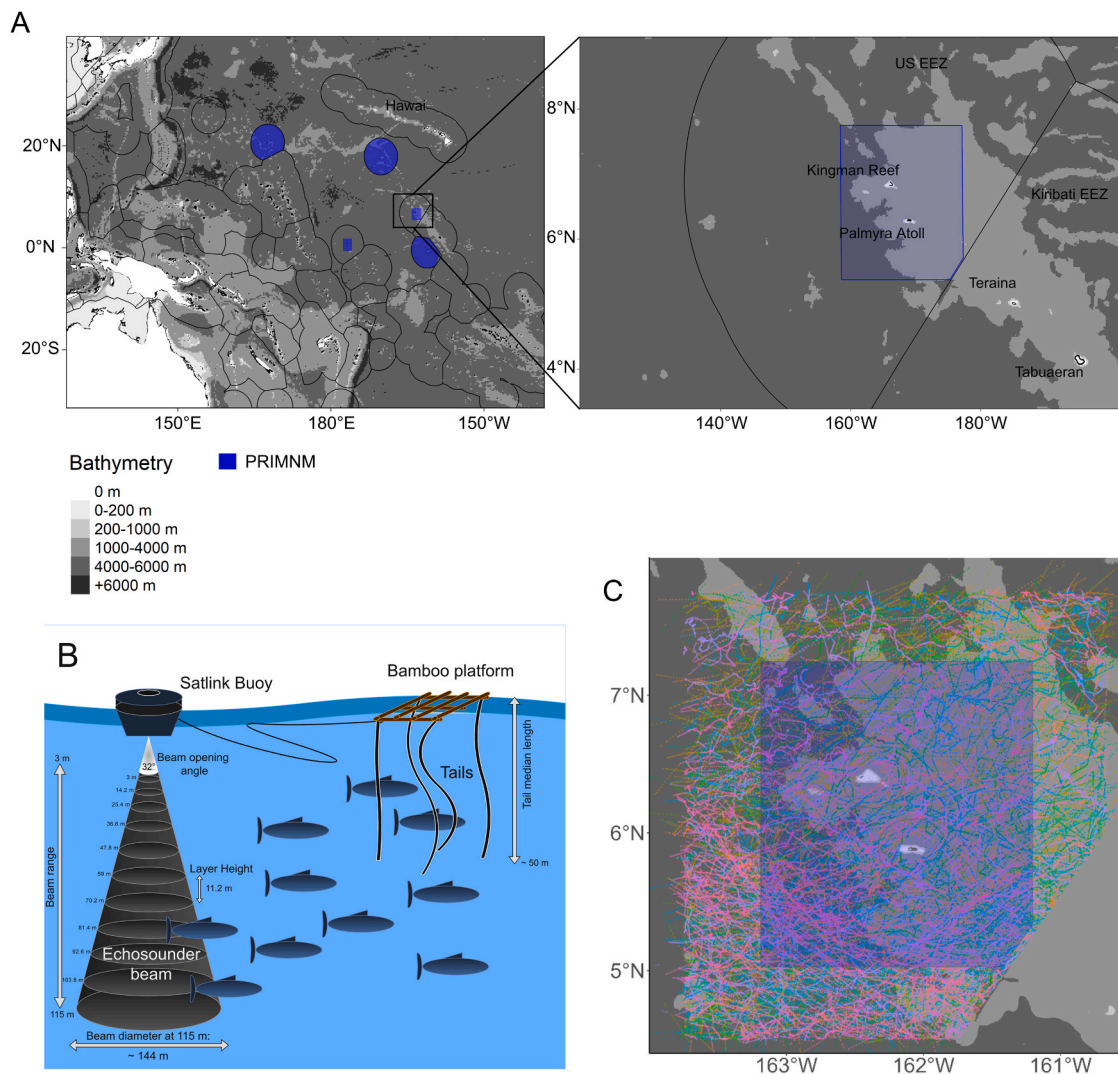 A
Hawai
20°N
0°N
20°S
150°E
180°E
150°W
US EEZ
8°N
Kingman Reef
Kiribati EEZ
Palmyra Atoll
6°N
Teraina
4°N
Tabuaeran
140°W
160°W
180°W
Bathymetry
PRIMNM
0 m
0-200 m
200-1000 m
1000-4000 m
4000-6000 m
+6000 m
B
Satlink Buoy
Bamboo platform
Beam opening
angle
32°
3 m
3 m
14.2 m
25.4 m
36.6 m
47.8 m
59 m
70.2 m
81.4 m
92.6 m
103.8 m
115 m
Beam range
Tails
Tail median length
~ 50 m
Layer Height
11.2 m
Echosounder
beam
Beam diameter at 115 m:
~ 144 m
C
7°N
6°N
5°N
163°W
162°W
161°W